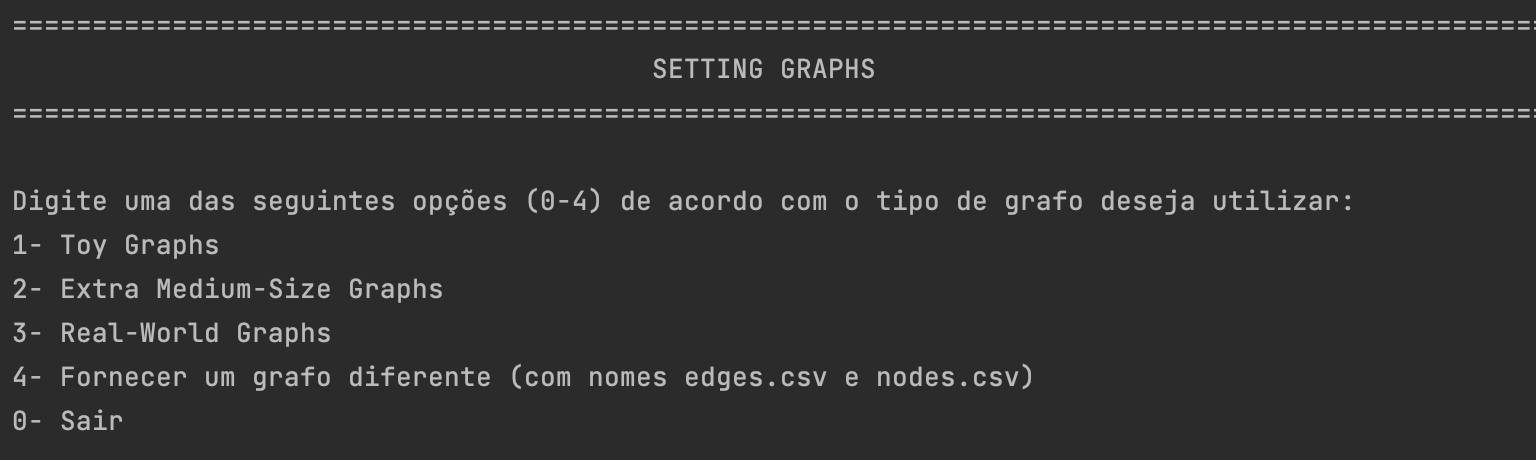 ================================================================================================
SETTING GRAPHS
================================================================================================
Digite uma das seguintes opções (0-4) de acordo com o tipo de grafo deseja utilizar:
1- Toy Graphs
2- Extra Medium-Size Graphs
3- Real-World Graphs
4- Fornecer um grafo diferente (com nomes edges.csv e nodes.csv)
0- Sair